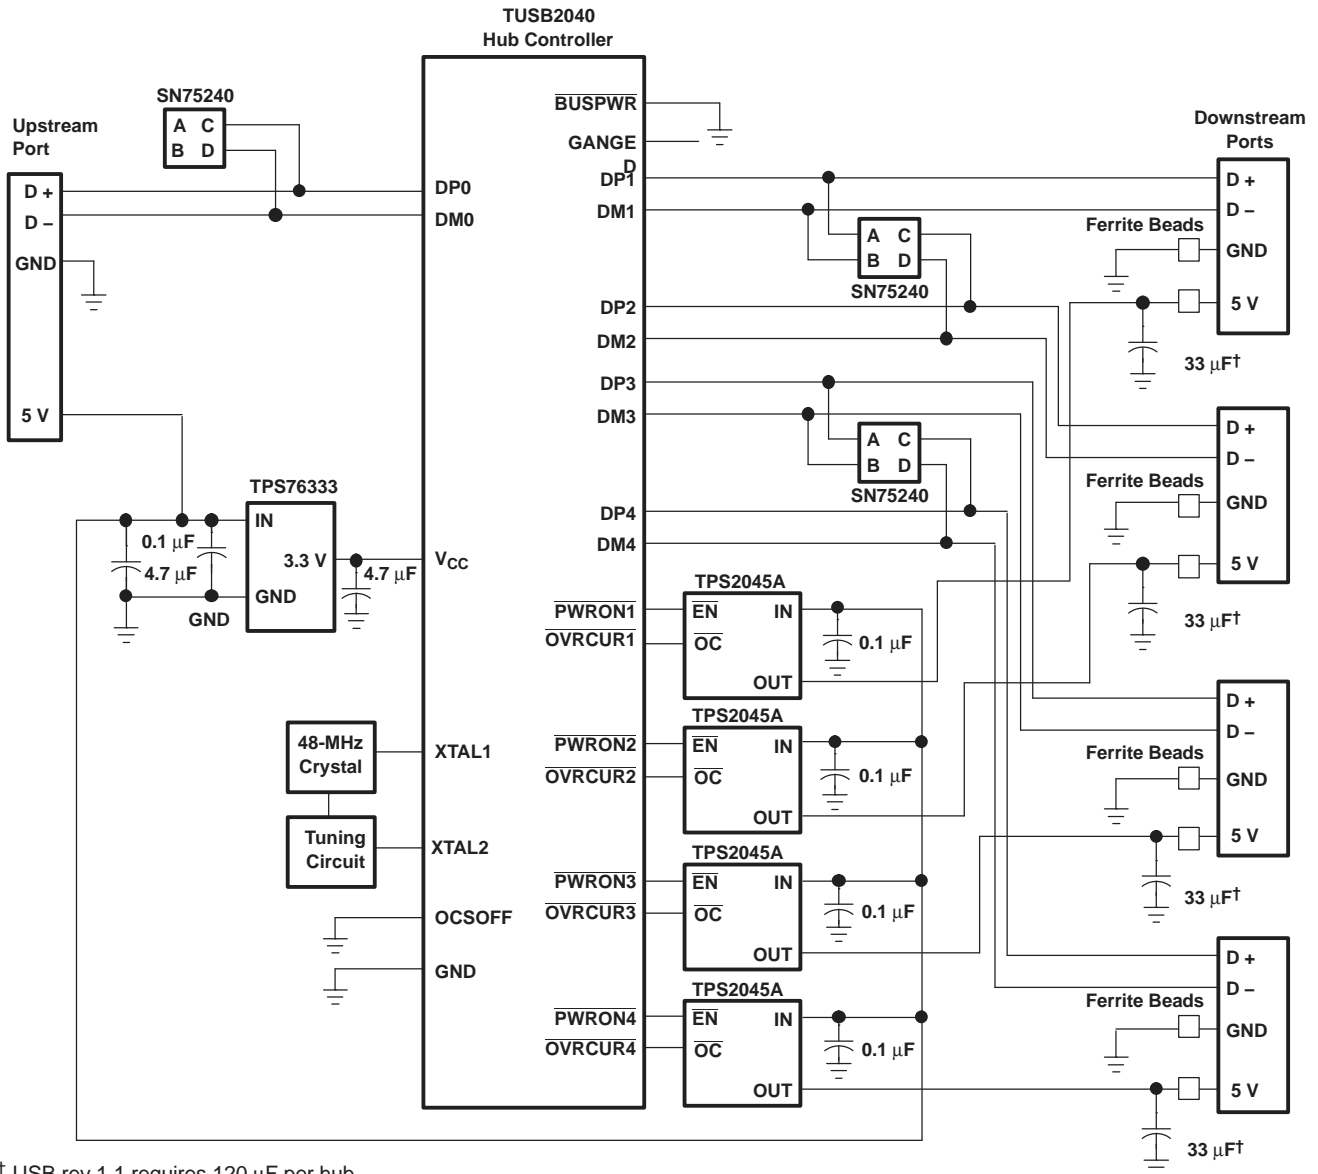 TUSB2040
Hub Controller
SN75240
A C
B D
Upstream
Port
D +
D –
GND
5 V
BUSPWR
GANGE
D
DP0
DM0
DP1
DM1
DP2
DM2
DP3
DM3
DP4
DM4
A C
B D
SN75240
A C
B D
SN75240
Downstream
Ports
D +
D –
Ferrite Beads
GND
5 V
33 µF†
D +
D –
Ferrite Beads
GND
5 V
33 µF†
D +
D –
Ferrite Beads
GND
5 V
33 µF†
D +
D –
Ferrite Beads
GND
5 V
33 µF†
TPS76333
IN
0.1 µF
4.7 µF
3.3 V
GND
GND
4.7 µF
VCC
PWRON1
OVRCUR1
TPS2045A
EN IN
OC
OUT
0.1 µF
PWRON2
OVRCUR2
TPS2045A
EN IN
OC
OUT
0.1 µF
PWRON3
OVRCUR3
TPS2045A
EN IN
OC
OUT
0.1 µF
PWRON4
OVRCUR4
TPS2045A
EN IN
OC
OUT
0.1 µF
48-MHz
Crystal
XTAL1
Tuning
Circuit
XTAL2
OCSOFF
GND
† USB rev 1.1 requires 120 µF per hub.